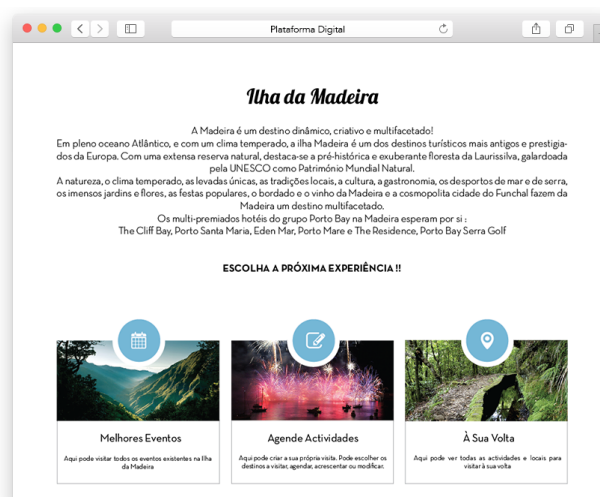 Plataforma Digital
Ilha da Madeira
A Madeira é um destino dinâmico, criativo e multifacetado!
Em pleno oceano Atlântico, e com um clima temperado, a ilha Madeira é um dos destinos turísticos mais antigos e prestigia-
dos da Europa. Com uma extensa reserva natural, destaca-se a pré-histórica e exuberante floresta da Laurissilva, galardoada
pela UNESCO como Património Mundial Natural.
A natureza, o clima temperado, as levadas únicas, as tradições locais, a cultura, a gastronomia, os desportos de mar e de serra,
os imensos jardins e flores, as festas populares, o bordado e o vinho da Madeira e a cosmopolita cidade do Funchal fazem da
Madeira um destino multifacetado.
Os multi-premiados hotéis do grupo Porto Bay na Madeira esperam por si :
The Cliff Bay, Porto Santa Maria, Eden Mar, Porto Mare e The Residence, Porto Bay Serra Golf
ESCOLHA A PRÓXIMA EXPERIÊNCIA !!
Melhores Eventos
Aqui pode visitar todos os eventos existentes na Ilha
da Madeira
Agende Actividades
Aqui pode criar a sua própria visita. Pode escolher os
destinos a visitar, agendar, acrescentar ou modificar.
À Sua Volta
Aqui pode ver todas as actividades e locais para
visitar à sua volta